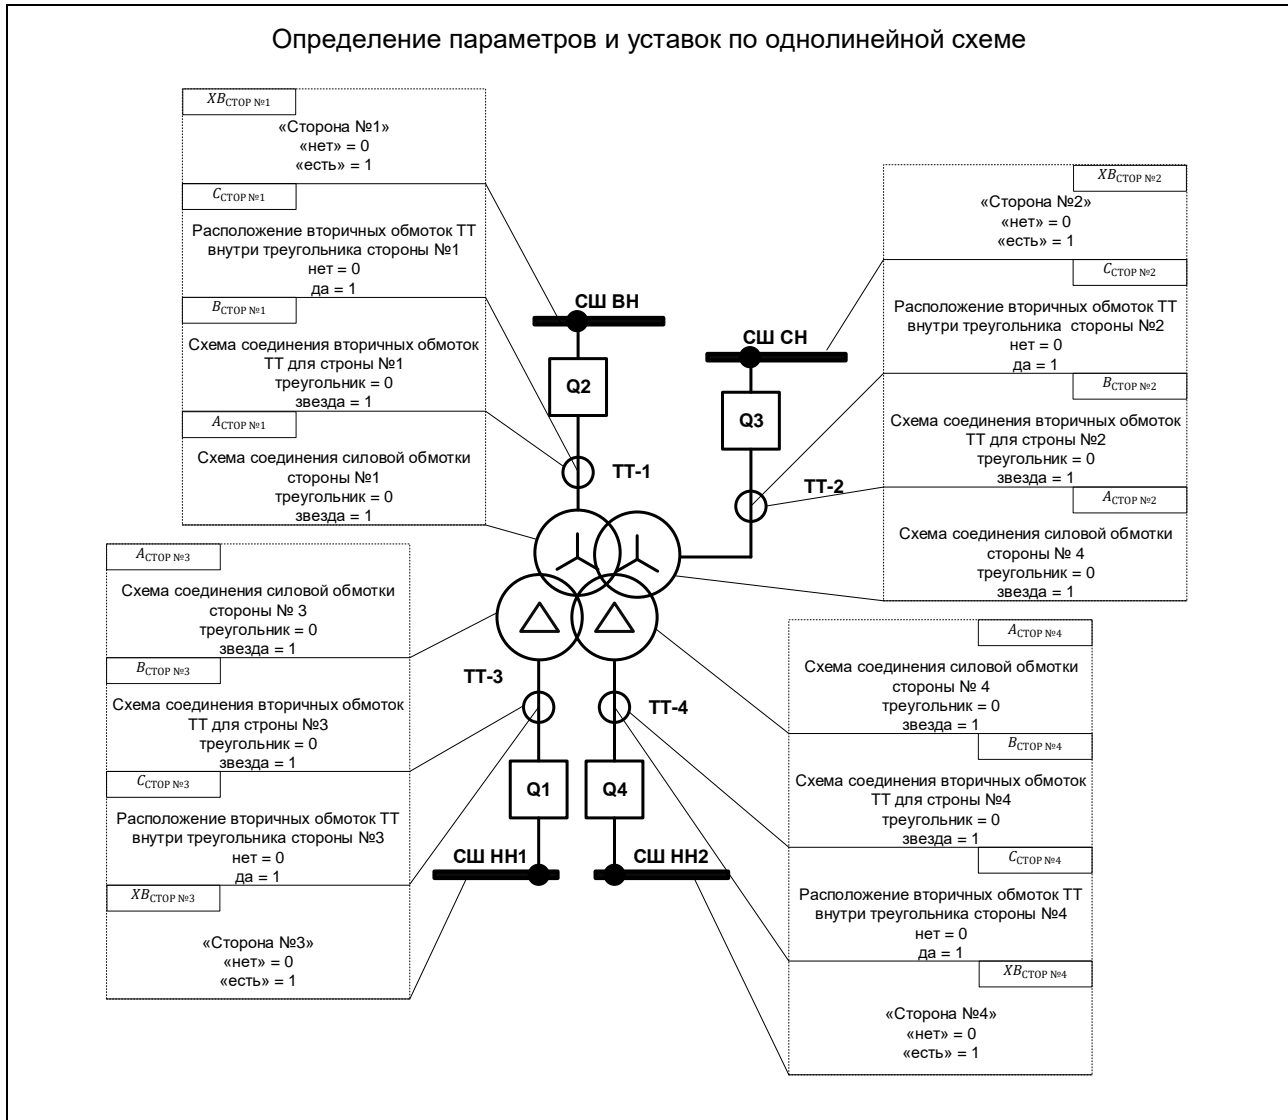 Определение параметров и уставок по однолинейной схеме
XВСТОР №1
«Сторона №1»
«нет» = 0
«есть» = 1
CСТОР №1
Расположение вторичных обмоток ТТ
внутри треугольника стороны №1
нет = 0
да = 1
BСТОР №1
Схема соединения вторичных обмоток
ТТ для строны №1
треугольник = 0
звезда = 1
AСТОР №1
Схема соединения силовой обмотки
стороны №1
треугольник = 0
звезда = 1
XВСТОР №2
«Сторона №2»
«нет» = 0
«есть» = 1
CСТОР №2
Расположение вторичных обмоток ТТ
внутри треугольника стороны №2
нет = 0
да = 1
BСТОР №2
Схема соединения вторичных обмоток
ТТ для строны №2
треугольник = 0
звезда = 1
AСТОР №2
Схема соединения силовой обмотки
стороны № 4
треугольник = 0
звезда = 1
СШ ВН
Q2
ТТ-1
СШ СН
Q3
ТТ-2
AСТОР №3
Схема соединения силовой обмотки
стороны № 3
треугольник = 0
звезда = 1
BСТОР №3
Схема соединения вторичных обмоток
ТТ для строны №3
треугольник = 0
звезда = 1
CСТОР №3
Расположение вторичных обмоток ТТ
внутри треугольника стороны №3
нет = 0
да = 1
XВСТОР №3
«Сторона №3»
«нет» = 0
«есть» = 1
ТТ-3
ТТ-4
Q1
Q4
СШ НН1
СШ НН2
AСТОР №4
Схема соединения силовой обмотки
стороны № 4
треугольник = 0
звезда = 1
BСТОР №4
Схема соединения вторичных обмоток
ТТ для строны №4
треугольник = 0
звезда = 1
CСТОР №4
Расположение вторичных обмоток ТТ
внутри треугольника стороны №4
нет = 0
да = 1
XВСТОР №4
«Сторона №4»
«нет» = 0
«есть» = 1